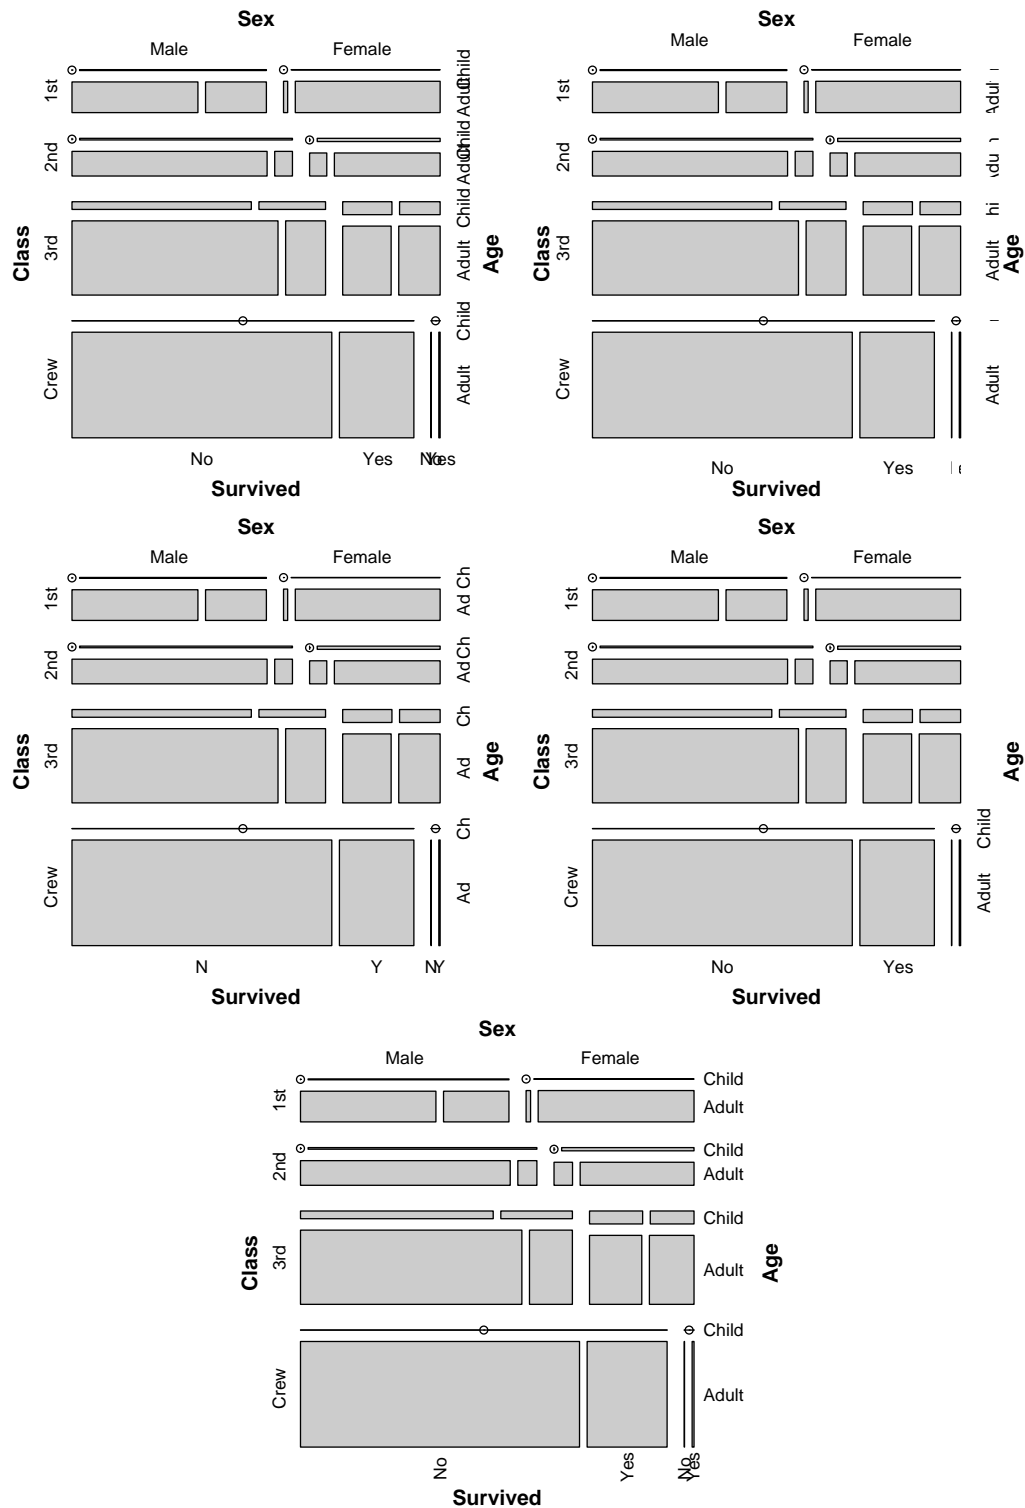 Sex
Male Female
1st
Child
Adult
2nd
Child
Adult
3rd
Child
Adult
Class
Age
Crew
Child
Adult
No Yes No Yes
Survived
Sex
Male Female
1st
2nd
3rd
hi
Adult
Class
Age
Crew
Adult
No Yes
Survived
Sex
Male Female
1st
Ch
Ad
2nd
Ch
Ad
3rd
Ch
Ad
Class
Age
Crew
Ch
Ad
N Y N Y
Survived
Sex
Male Female
1st
2nd
3rd
Class
Age
Crew
Child
Adult
No Yes
Survived
Sex
Male Female
1st
Child
Adult
2nd
Child
Adult
3rd
Child
Adult
Class
Age
Crew
Child
Adult
No Yes No Yes
Survived